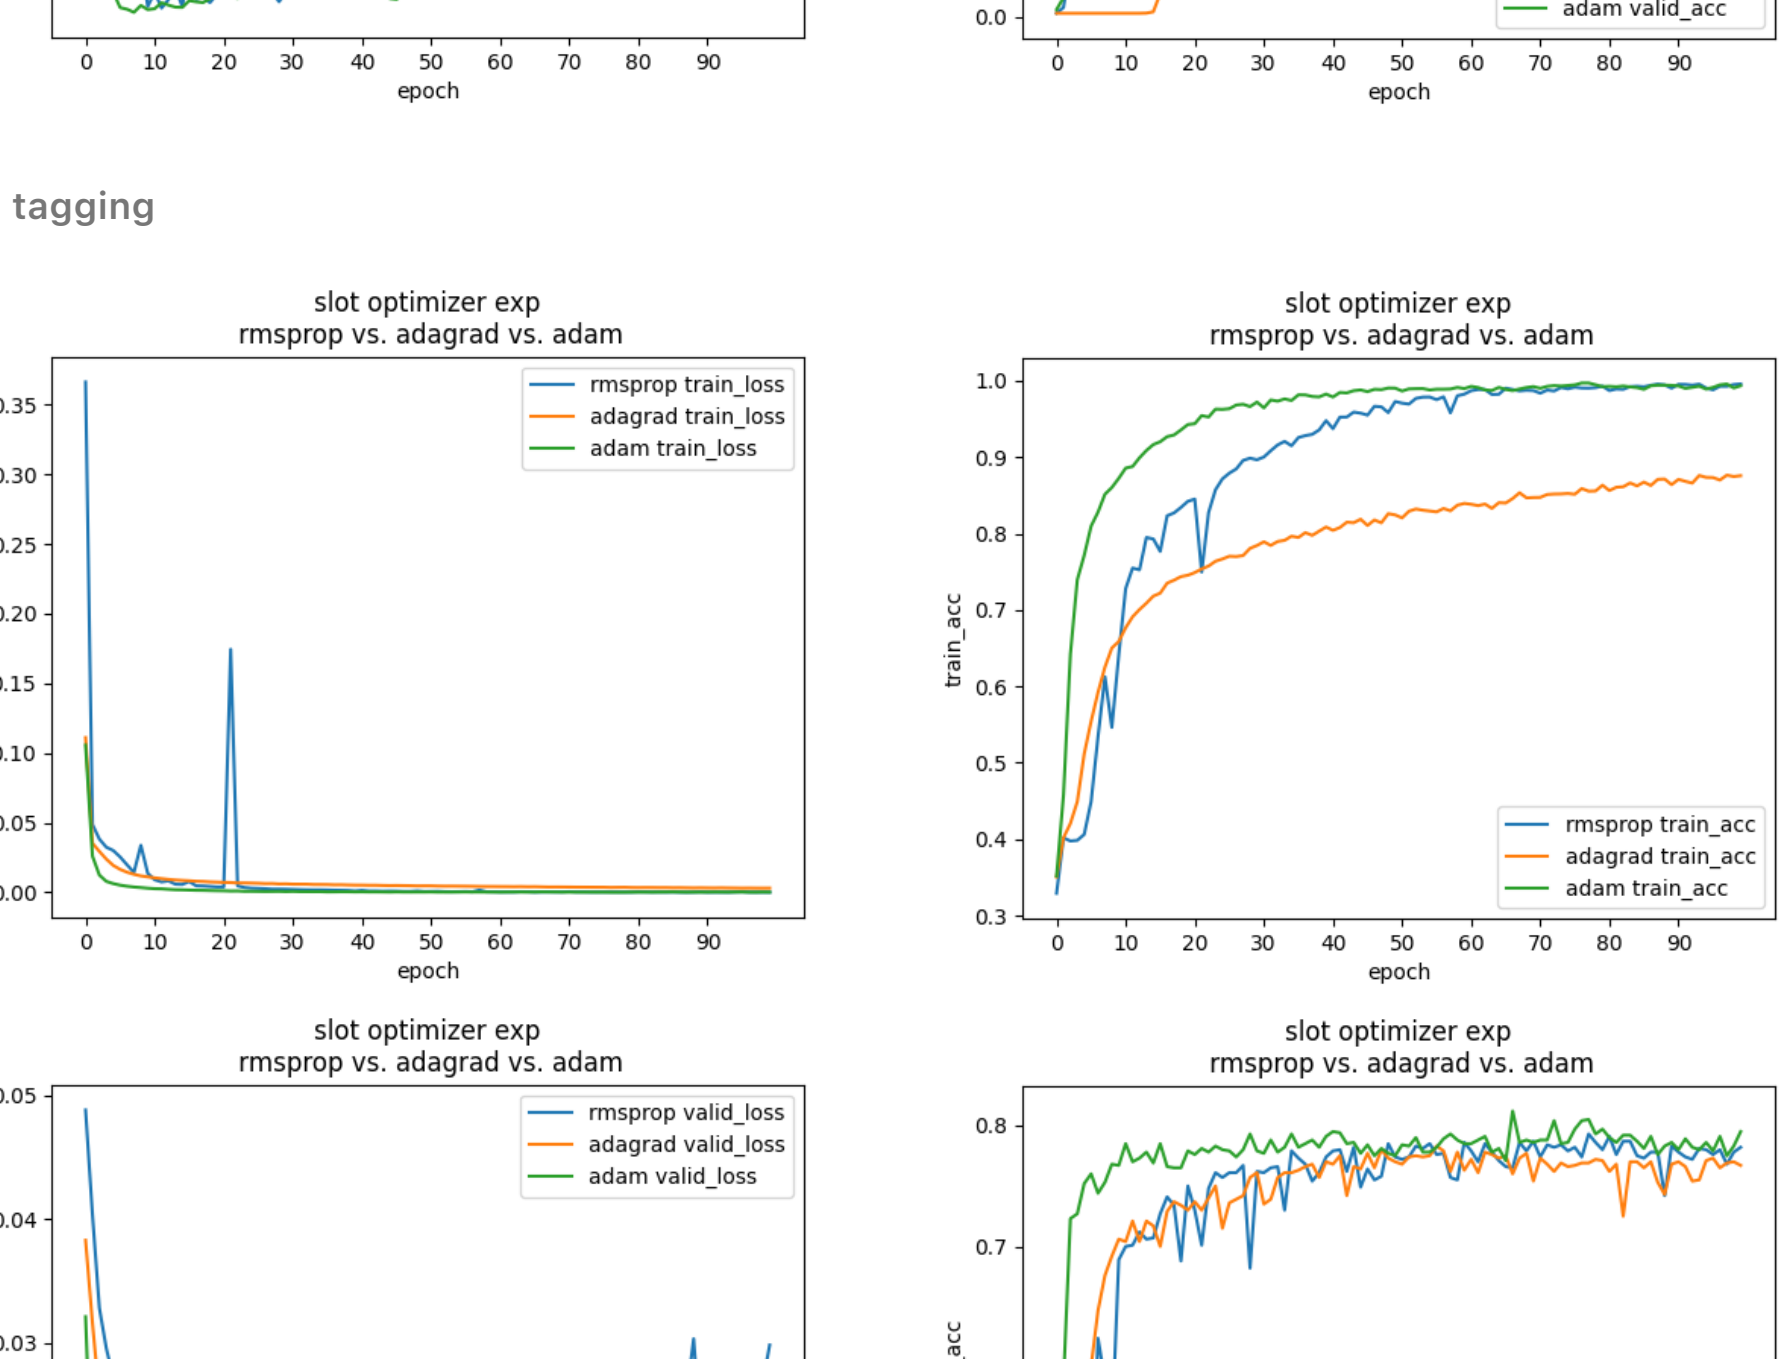 0.0
adam valid_acc
0 10 20 30 40 50 60 70 80 90
epoch
0 10 20 30 40 50 60 70 80 90
epoch
tagging
slot optimizer exp
rmsprop vs. adagrad vs. adam
0.35
0.30
0.25
0.20
0.15
0.10
0.05
0.00
rmsprop train_loss
adagrad train_loss
adam train_loss
0 10 20 30 40 50 60 70 80 90
epoch
slot optimizer exp
rmsprop vs. adagrad vs. adam
train_acc
1.0
0.9
0.8
0.7
0.6
0.5
0.4
0.3
rmsprop train_acc
adagrad train_acc
adam train_acc
0 10 20 30 40 50 60 70 80 90
epoch
slot optimizer exp
rmsprop vs. adagrad vs. adam
0.05
0.04
0.03
rmsprop valid_loss
adagrad valid_loss
adam valid_loss
slot optimizer exp
rmsprop vs. adagrad vs. adam
0.8
0.7
_acc